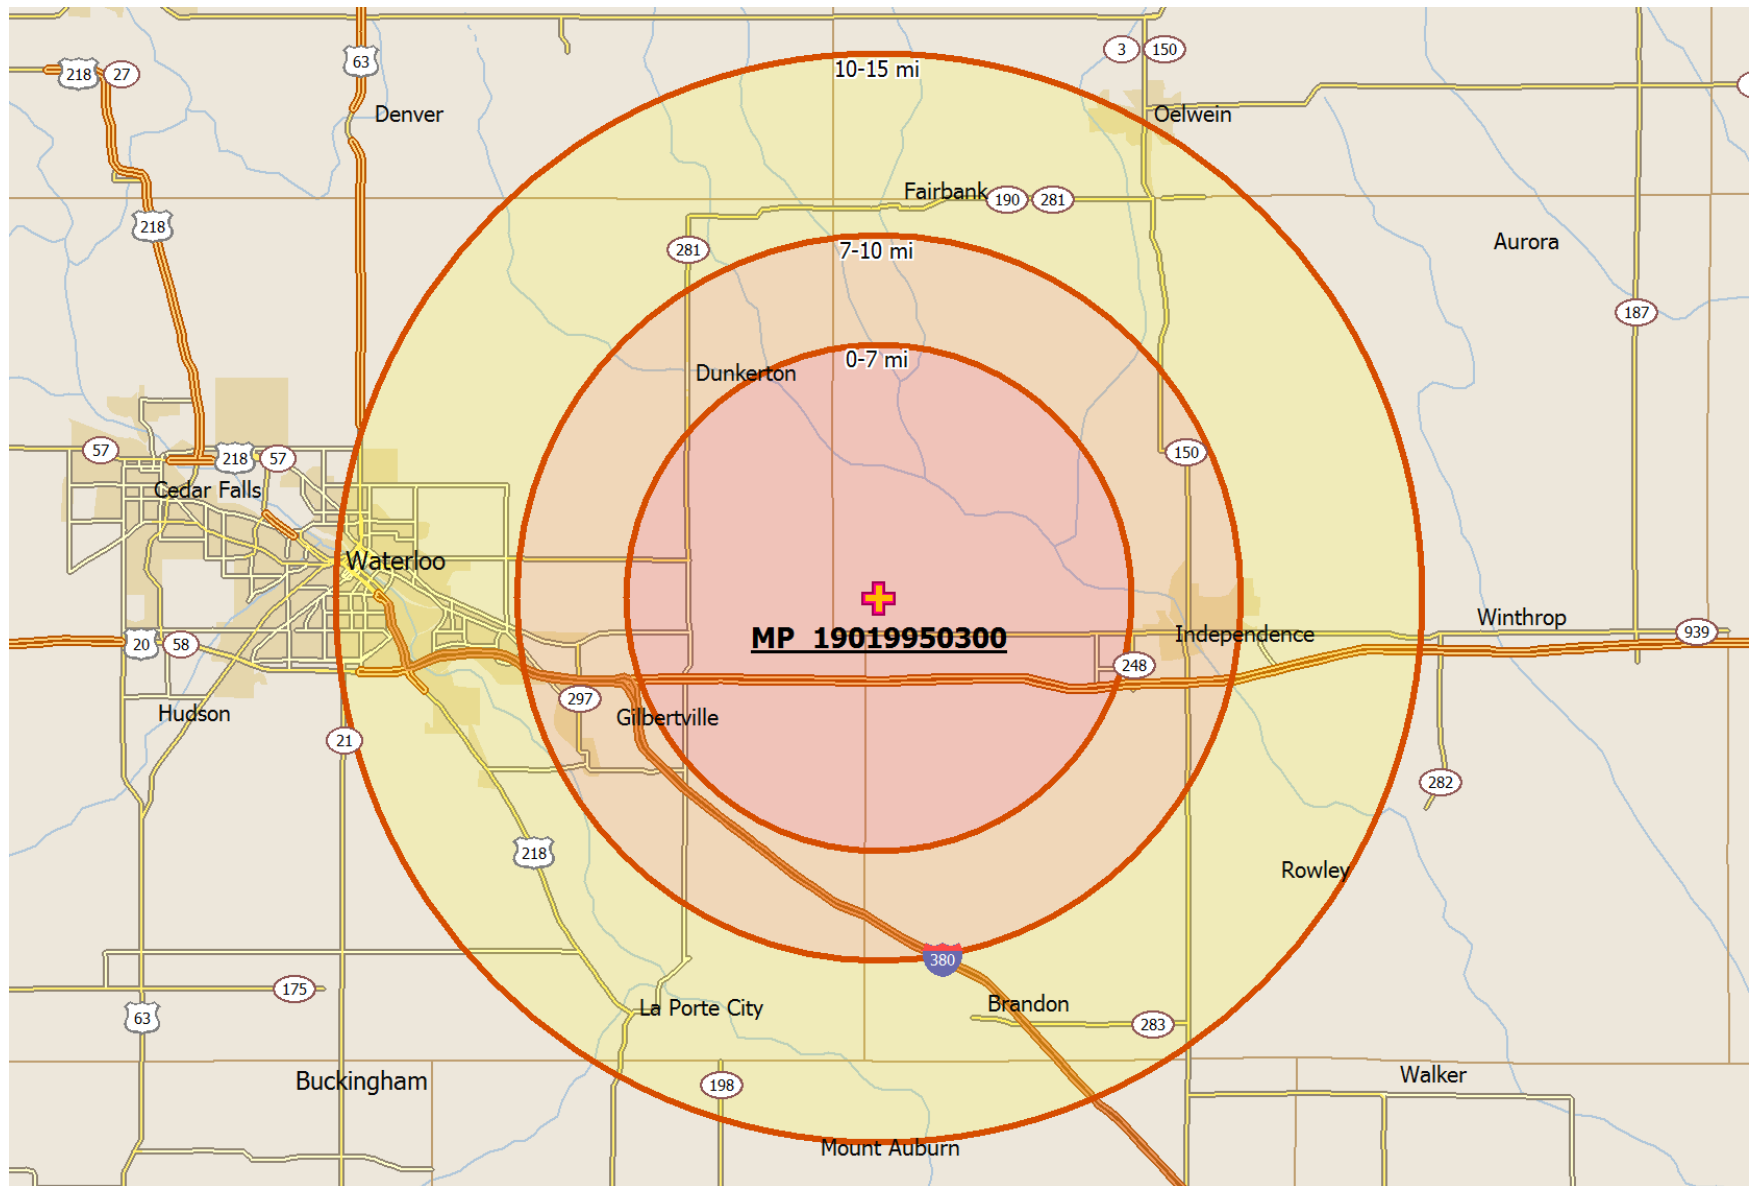 3 150
63
10-15 mi
218 27
Denver
Oelwein
Fairbank 190 281
218
Aurora
281
7-10 mi
187
0-7 mi
Dunkerton
57
218 57
150
Cedar Falls
Waterloo
Winthrop
939
MP 19019950300
Independence
20 58
248
297
Hudson
Gilbertville
21
282
218
Rowley
380
175
Brandon
La Porte City
63
283
Walker
Buckingham
198
Mount Auburn